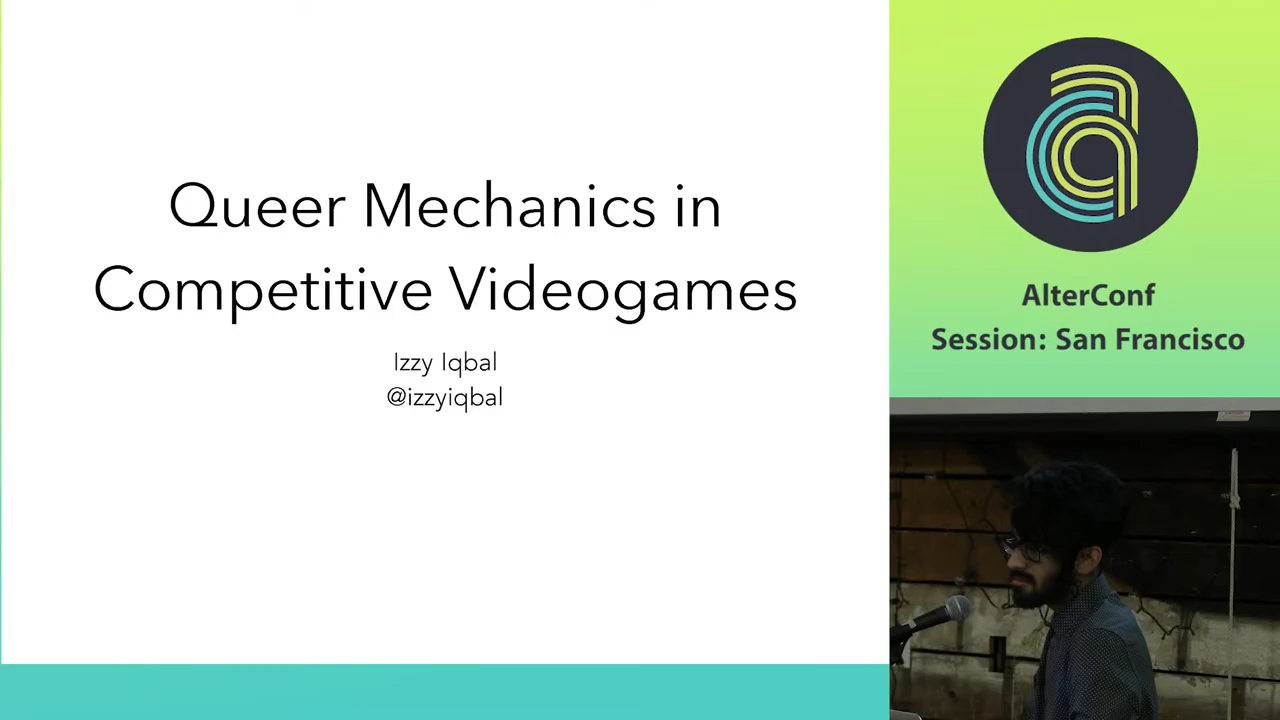 Queer Mechanics in
Competitive Videogames
Izzy Iqbal
@izzyiqbal
AlterConf
Session: San Francisco